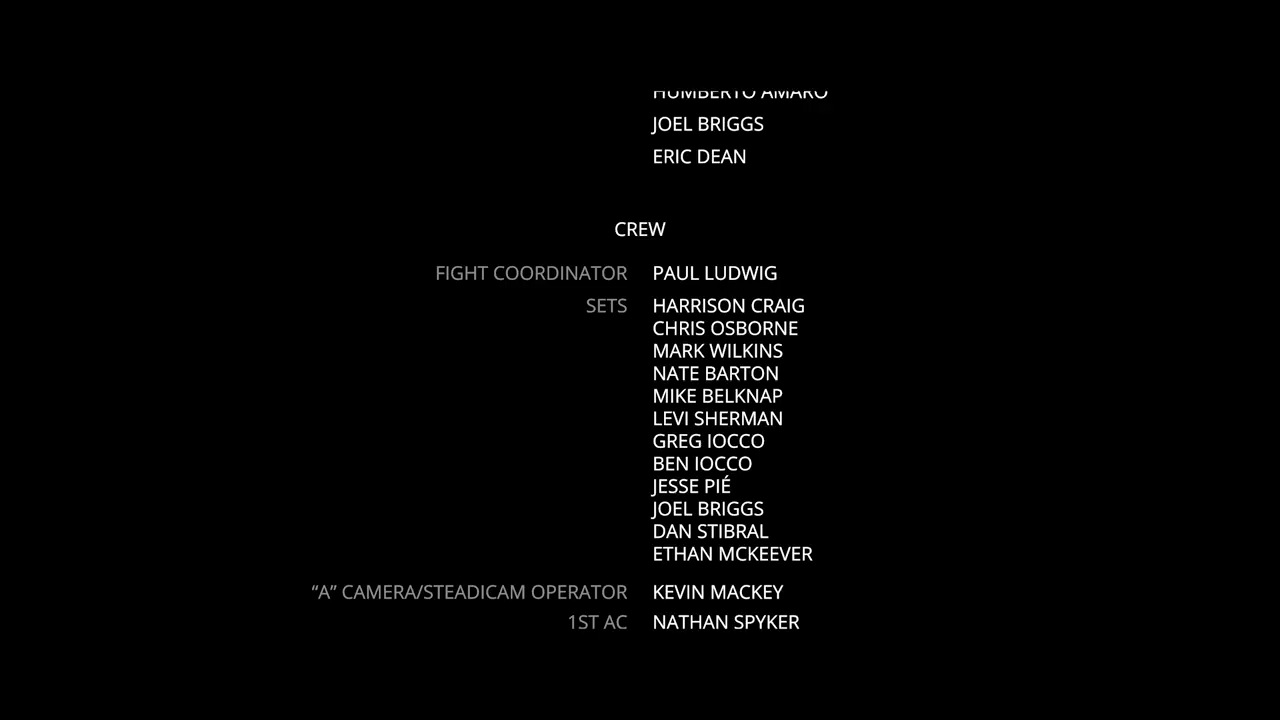 HUMBERTO AMARO
JOEL BRIGGS
ERIC DEAN
CREW
FIGHT COORDINATOR PAUL LUDWIG
SETS HARRISON CRAIG
CHRIS OSBORNE
MARK WILKINS
NATE BARTON
MIKE BELKNAP
LEVI SHERMAN
GREG IOCCO
BEN IOCCO
JESSE PIÉ
JOEL BRIGGS
DAN STIBRAL
ETHAN MCKEEVER
“A” CAMERA/STEADICAM OPERATOR KEVIN MACKEY
1ST AC NATHAN SPYKER